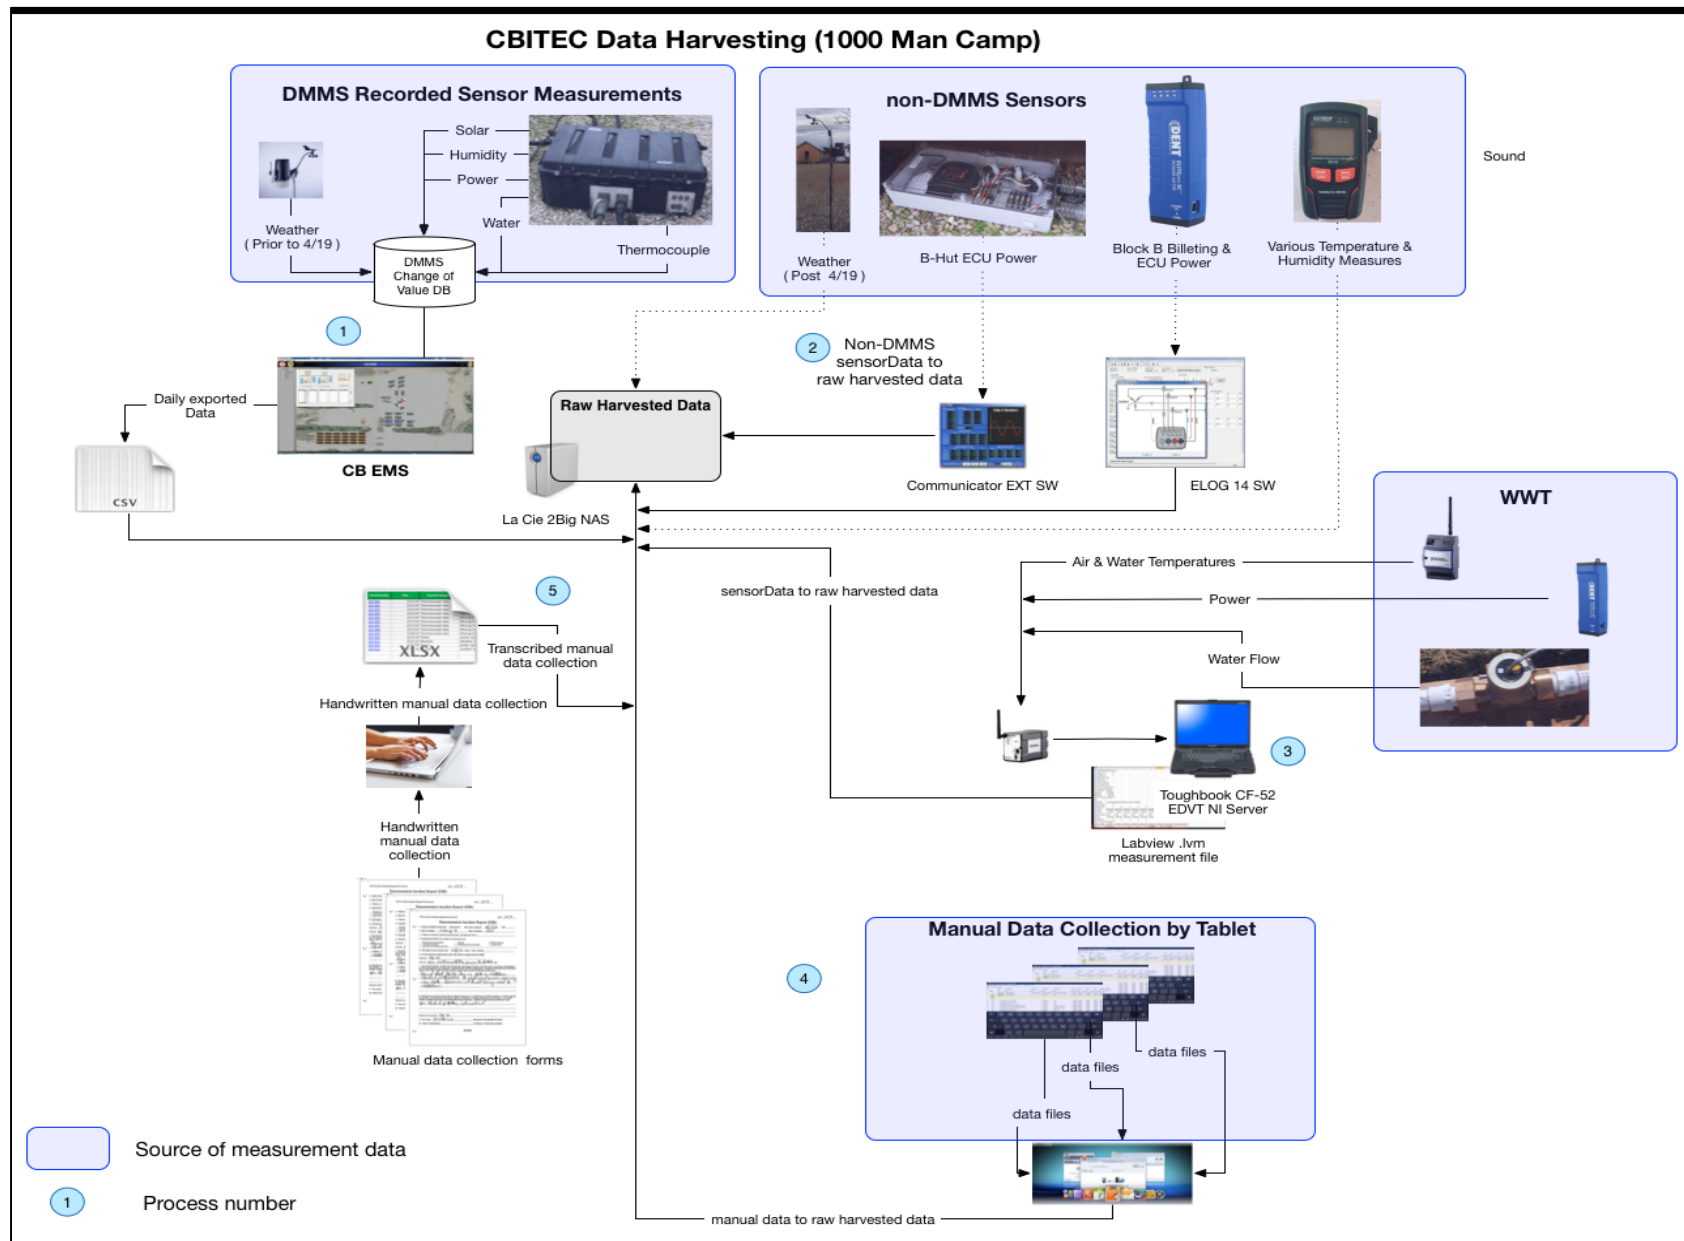 CBITEC Data Harvesting (1000 Man Camp)
DMMS Recorded Sensor Measurements
Solar
Humidity
Power
Water
Thermocouple
Weather
( Prior to 4/19 )
DMMS
Change of
Value DB
non-DMMS Sensors
DENT
Weather
( Post 4/19 )
B-Hut ECU Power
Block B Billeting &
ECU Power
Various Temperature &
Humidity Measures
Sound
1
2
Non-DMMS
sensorData to
raw harvested data
Daily exported
Data
CB EMS
CSV
Raw Harvested Data
La Cie 2Big NAS
Communicator EXT SW
ELOG 14 SW
WWT
Air & Water Temperatures
Power
DENT
Water Flow
sensorData to raw harvested data
5
XLSX
Transcribed manual
data collection
Handwritten manual data collection
3
Toughbook CF-52
EDVT NI Server
Labview .lvm
measurement file
Handwritten
manual data
collection
Manual data collection forms
Manual Data Collection by Tablet
4
data files
data files
data files
Source of measurement data
1
Process number
manual data to raw harvested data